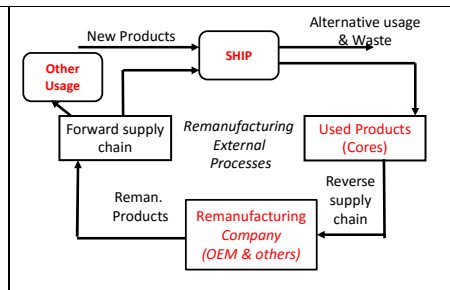 New Products
Alternative usage
& Waste
SHIP
Other
Usage
Forward supply
chain
Remanufacturing
External
Processes
Used Products
(Cores)
Reman.
Products
Remanufacturing
Company
(OEM & others)
Reverse
supply
chain